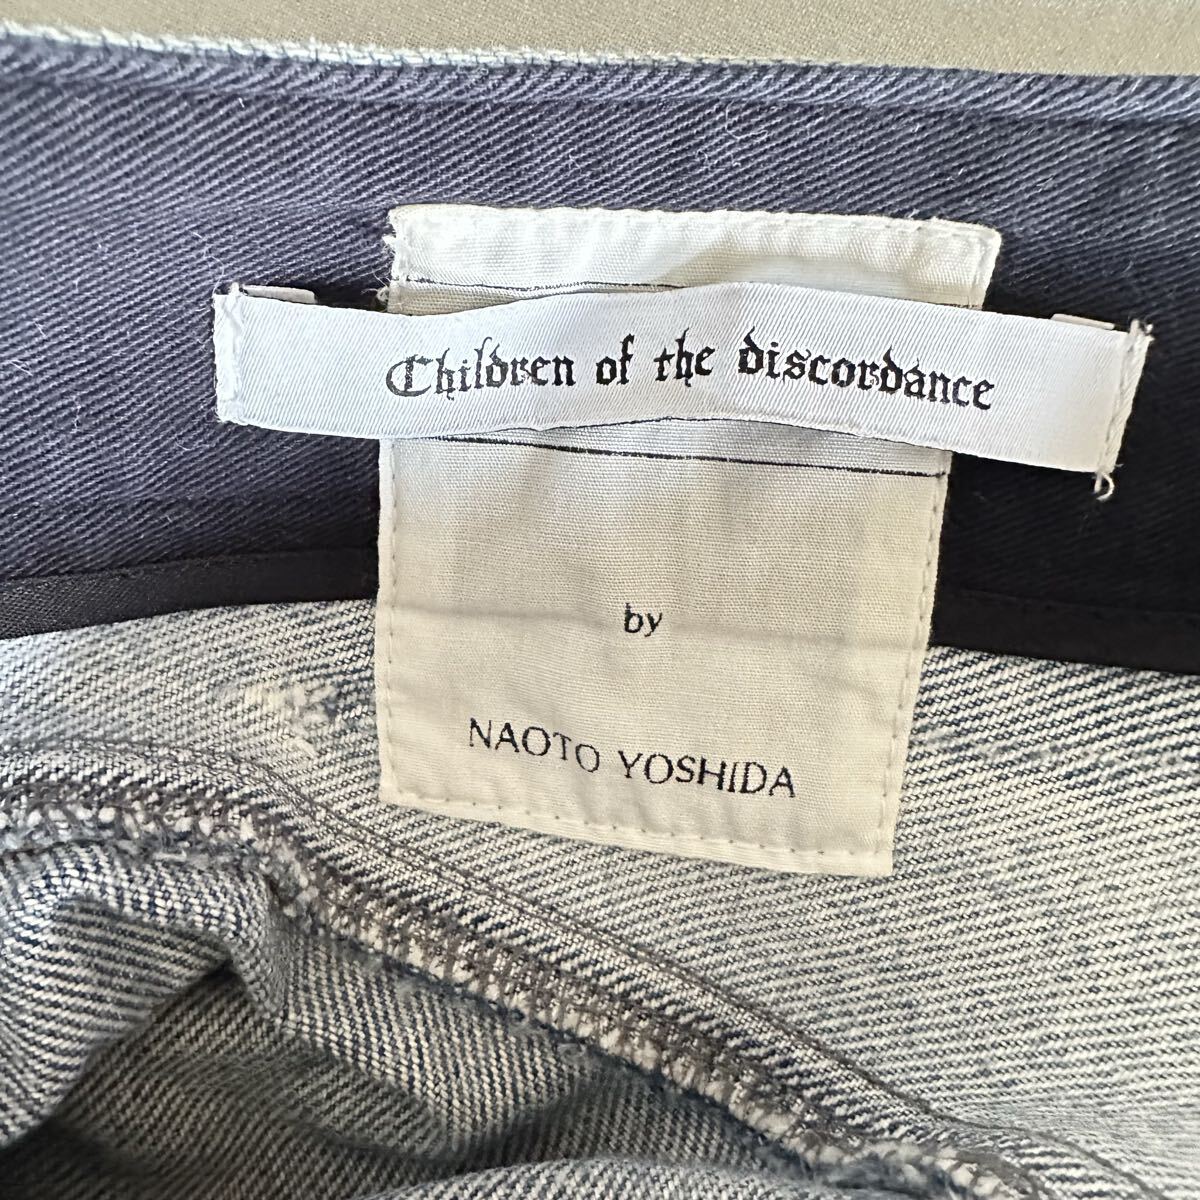 Children of the discordance
by
NAOTO YOSHIDA